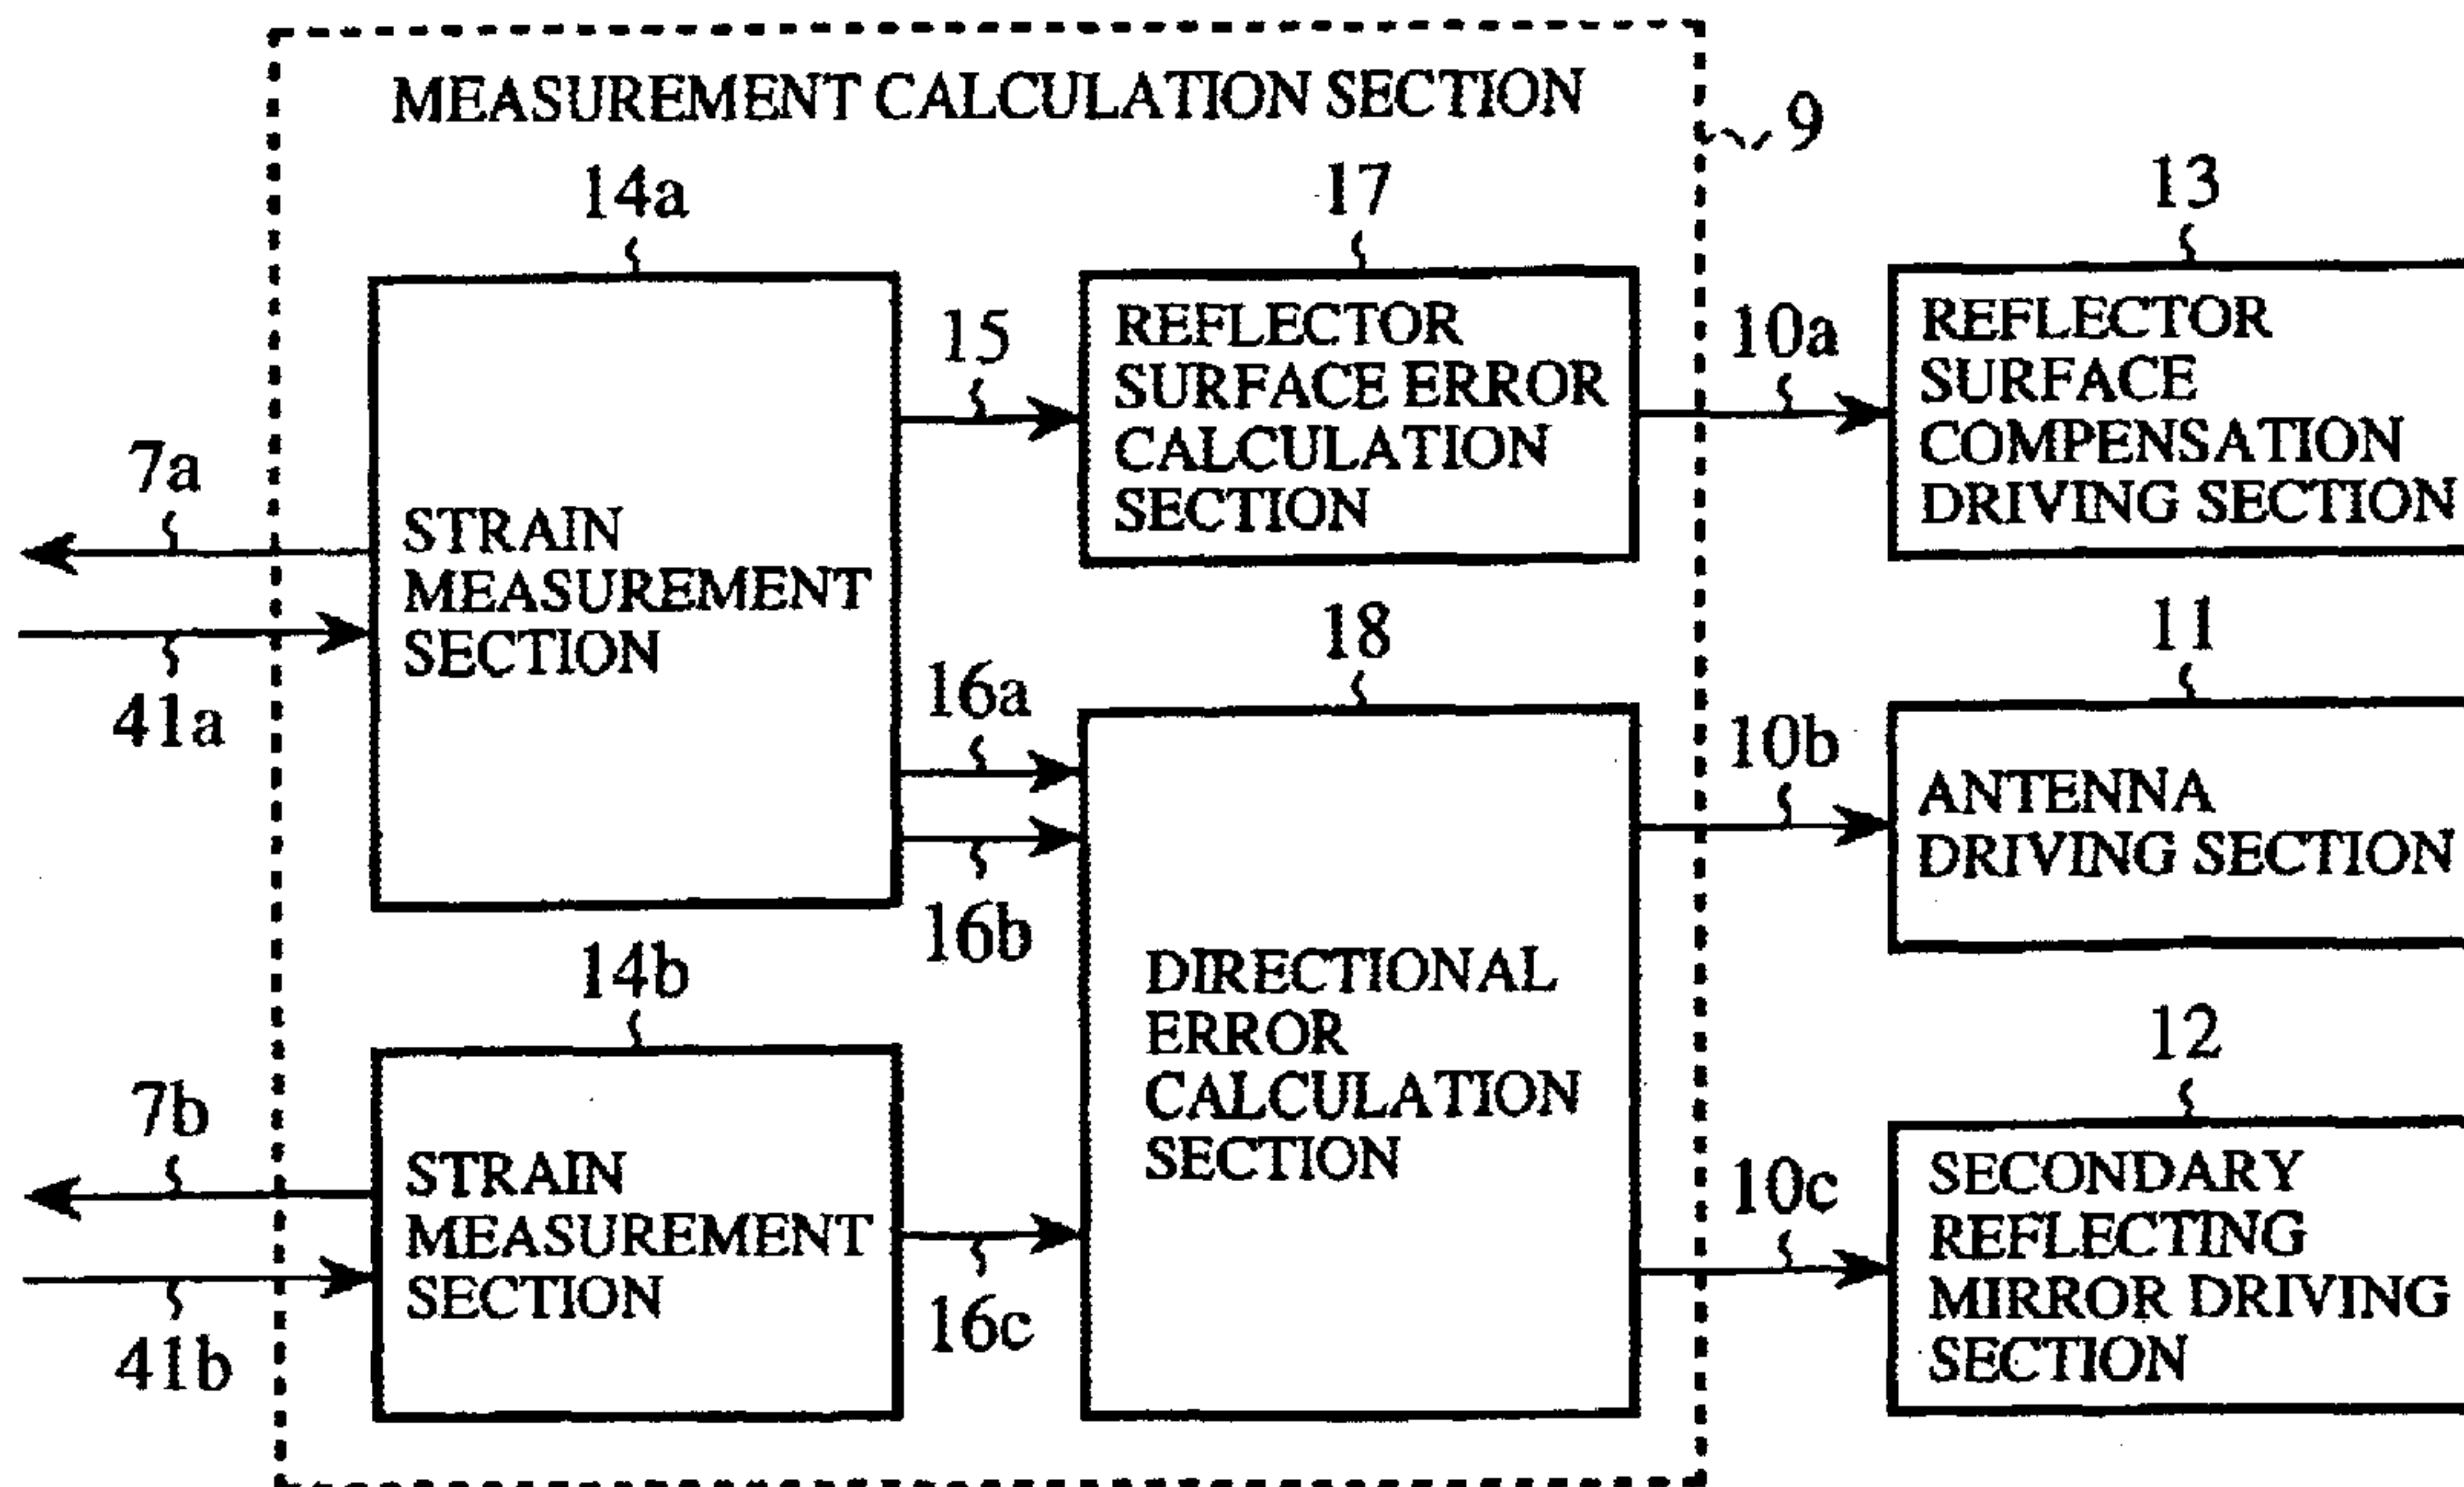 MEASUREMENT CALCULATION SECTION
9
14a
17
13
STRAIN
MEASUREMENT
SECTION
15
REFLECTOR
SURFACE ERROR
CALCULATION
SECTION
10a
REFLECTOR
SURFACE
COMPENSATION
DRIVING SECTION
7a
41a
16a
16b
18
DIRECTIONAL
ERROR
CALCULATION
SECTION
10b
11
ANTENNA
DRIVING SECTION
14b
STRAIN
MEASUREMENT
SECTION
7b
41b
16c
10c
12
SECONDARY
REFLECTING
MIRROR DRIVING
SECTION